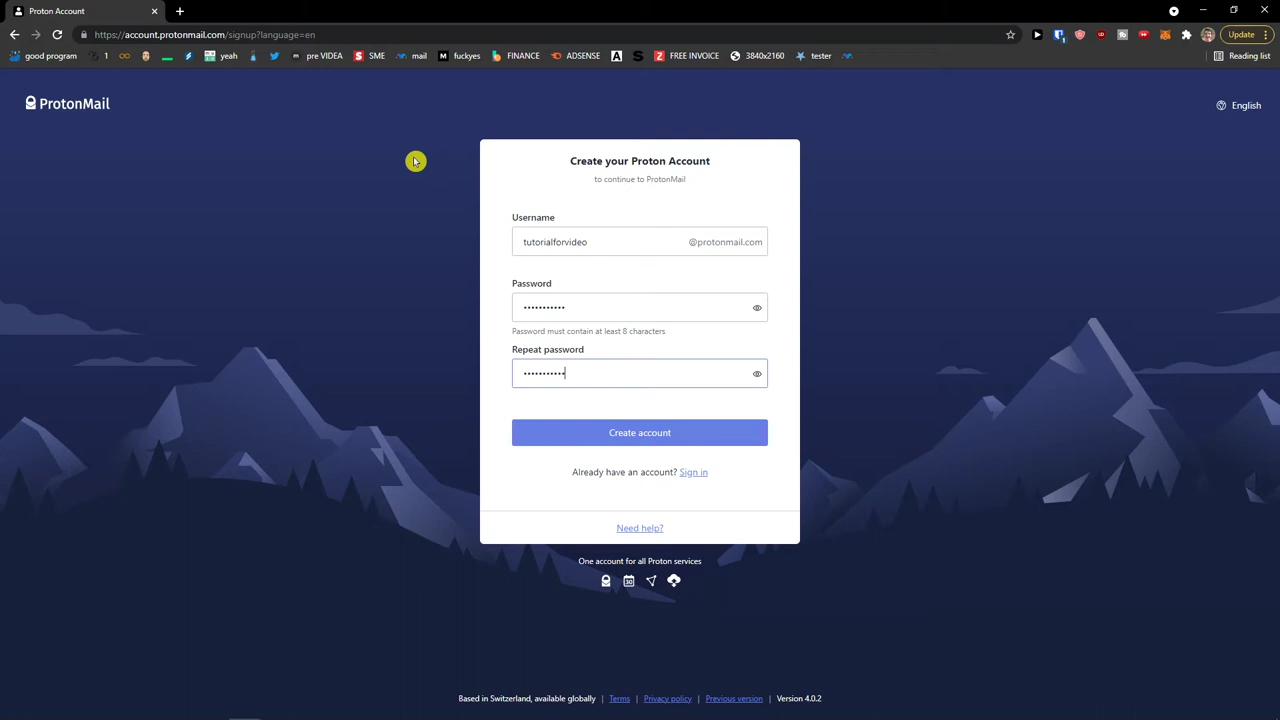 Proton Account
https://account.protonmail.com/signup?language=en
Update
good program
1
yeah
pre VIDEA
SME
mail
fuckyes
FINANCE
ADSENSE
FREE INVOICE
3840x2160
tester
Reading list
ProtonMail
English
Create your Proton Account
to continue to ProtonMail
Username
tutorialforvideo @protonmail.com
Password
•••••••••••
Password must contain at least 8 characters
Repeat password
•••••••••••
Create account
Already have an account? Sign in
Need help?
One account for all Proton services
30
Based in Switzerland, available globally | Terms | Privacy policy | Previous version | Version 4.0.2